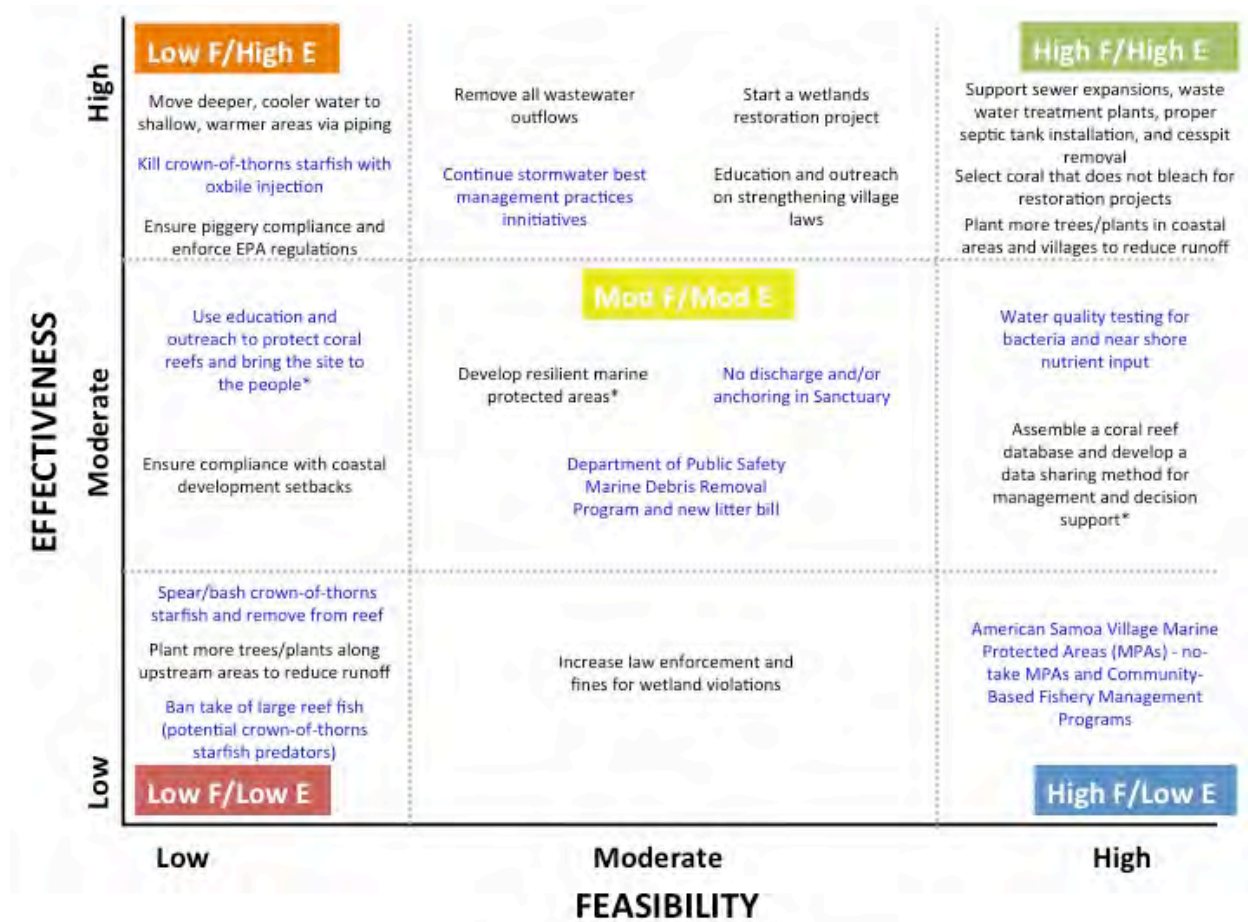 Low F/High E
High F/High E
High
Move deeper, cooler water to
shallow, warmer areas via piping
Kill crown-of-thorns starfish with
oxbile injection
Ensure piggery compliance and
enforce EPA regulations
Remove all wastewater
outflows
Continue stormwater best
management practices
innitiatives
Start a wetlands
restoration project
Education and outreach
on strengthening village
laws
Support sewer expansions, waste
water treatment plants, proper
septic tank installation, and cesspit
removal
Select coral that does not bleach for
restoration projects
Plant more trees/plants in coastal
areas and villages to reduce runoff
EFFECTIVENESS
Moderate
Mod F/Mod E
Use education and
outreach to protect coral
reefs and bring the site to
the people*
Ensure compliance with coastal
development setbacks
Develop resilient marine
protected areas*
No discharge and/or
anchoring in Sanctuary
Department of Public Safety
Marine Debris Removal
Program and new litter bill
Water quality testing for
bacteria and near shore
nutrient input
Assemble a coral reef
database and develop a
data sharing method for
management and decision
support*
Low
Spear/bash crown-of-thorns
starfish and remove from reef
Plant more trees/plants along
upstream areas to reduce runoff
Ban take of large reef fish
(potential crown-of-thorns
starfish predators)
Increase law enforcement and
fines for wetland violations
American Samoa Village Marine
Protected Areas (MPAs) - no-
take MPAs and Community-
Based Fishery Management
Programs
Low F/Low E
High F/Low E
Low
Moderate
High
FEASIBILITY